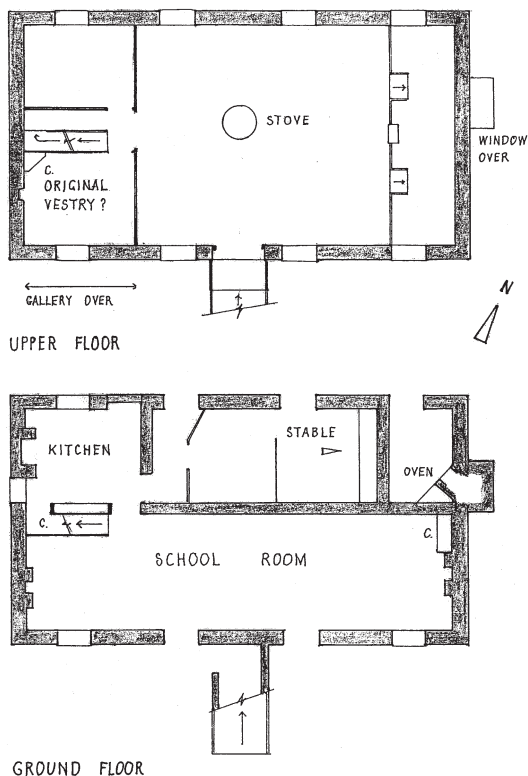 STOVE
WINDOW
OVER
C.
ORIGINAL
VESTRY ?
GALLERY OVER
N
UPPER FLOOR
KITCHEN
STABLE
OVEN
C.
C.
SCHOOL ROOM
GROUND FLOOR